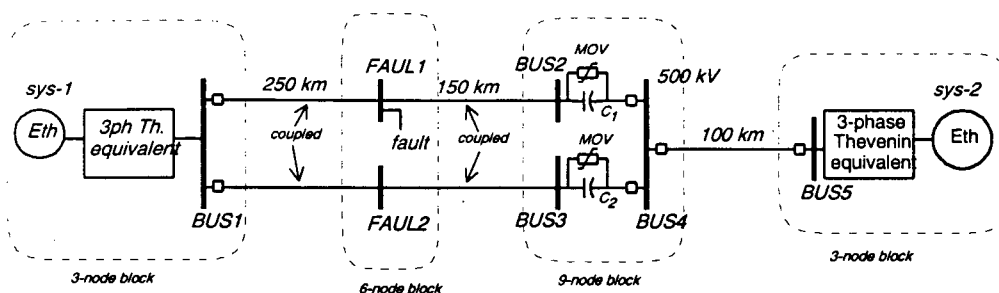 sys-1
Eth
3ph Th.
equivalent
BUS1
250 km
coupled
FAUL1
fault
FAUL2
150 km
coupled
BUS2
MOV
C1
BUS3
MOV
C2
500 kV
BUS4
100 km
BUS5
3-phase
Thevenin
equivalent
sys-2
Eth
3-node block
6-node block
9-node block
3-node block